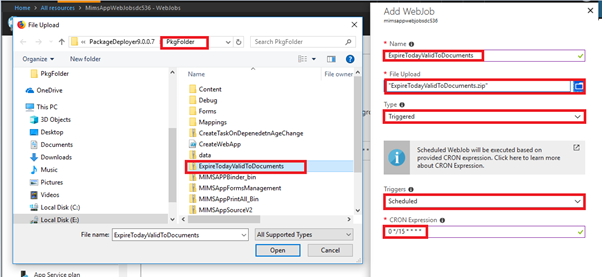 Home > All resources > MimsAppWebJobsdc536 - WebJobs
File Upload
PackageDeployer9.0.0.7 > PkgFolder
Search PkgFolder
Organize
New folder
PkgFolder
OneDrive
This PC
3D Objects
Desktop
Documents
Downloads
Music
Pictures
Videos
Local Disk (C:)
Local Disk (E:)
Name
File owner
Content
Debug
Forms
Mappings
CreateTaskOnDependetnAgeChange
CreateWebApp
data
ExpireTodayValidToDocuments
MIMSAPPBinder_bin
MIMSAppFormsManagement
MIMSAppPrintAll_Bin
MIMSAppSourceV2
File name:
ExpireTodayValidToDocuments
All Supported Types
Open
Cancel
App Service plan
Add WebJob
mimsappwebjobsdc536
* Name
ExpireTodayValidToDocuments
* File Upload
"ExpireTodayValidToDocuments.zip"
Type
Triggered
Scheduled WebJob will be executed based on
provided CRON expression. Click here to learn more
about CRON Expression.
Triggers
Scheduled
* CRON Expression
0 */15 * * * *